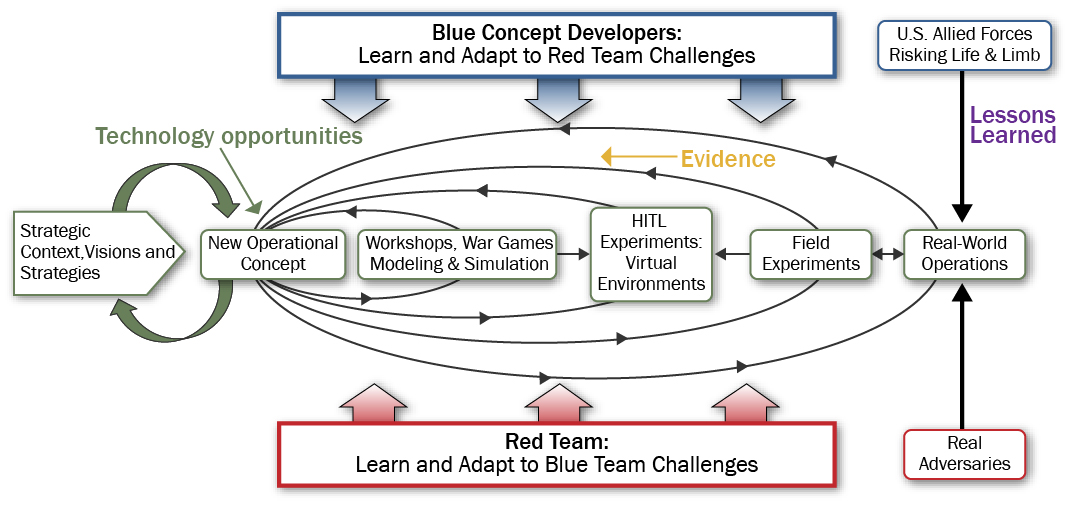 Blue Concept Developers:
Learn and Adapt to Red Team Challenges
U.S. Allied Forces
Risking Life & Limb
Lessons
Learned
Technology opportunities
Evidence
Strategic
Context,Visions and
Strategies
New Operational
Concept
Workshops, War Games
Modeling & Simulation
HITL
Experiments:
Virtual
Environments
Field
Experiments
Real-World
Operations
Red Team:
Learn and Adapt to Blue Team Challenges
Real
Adversaries